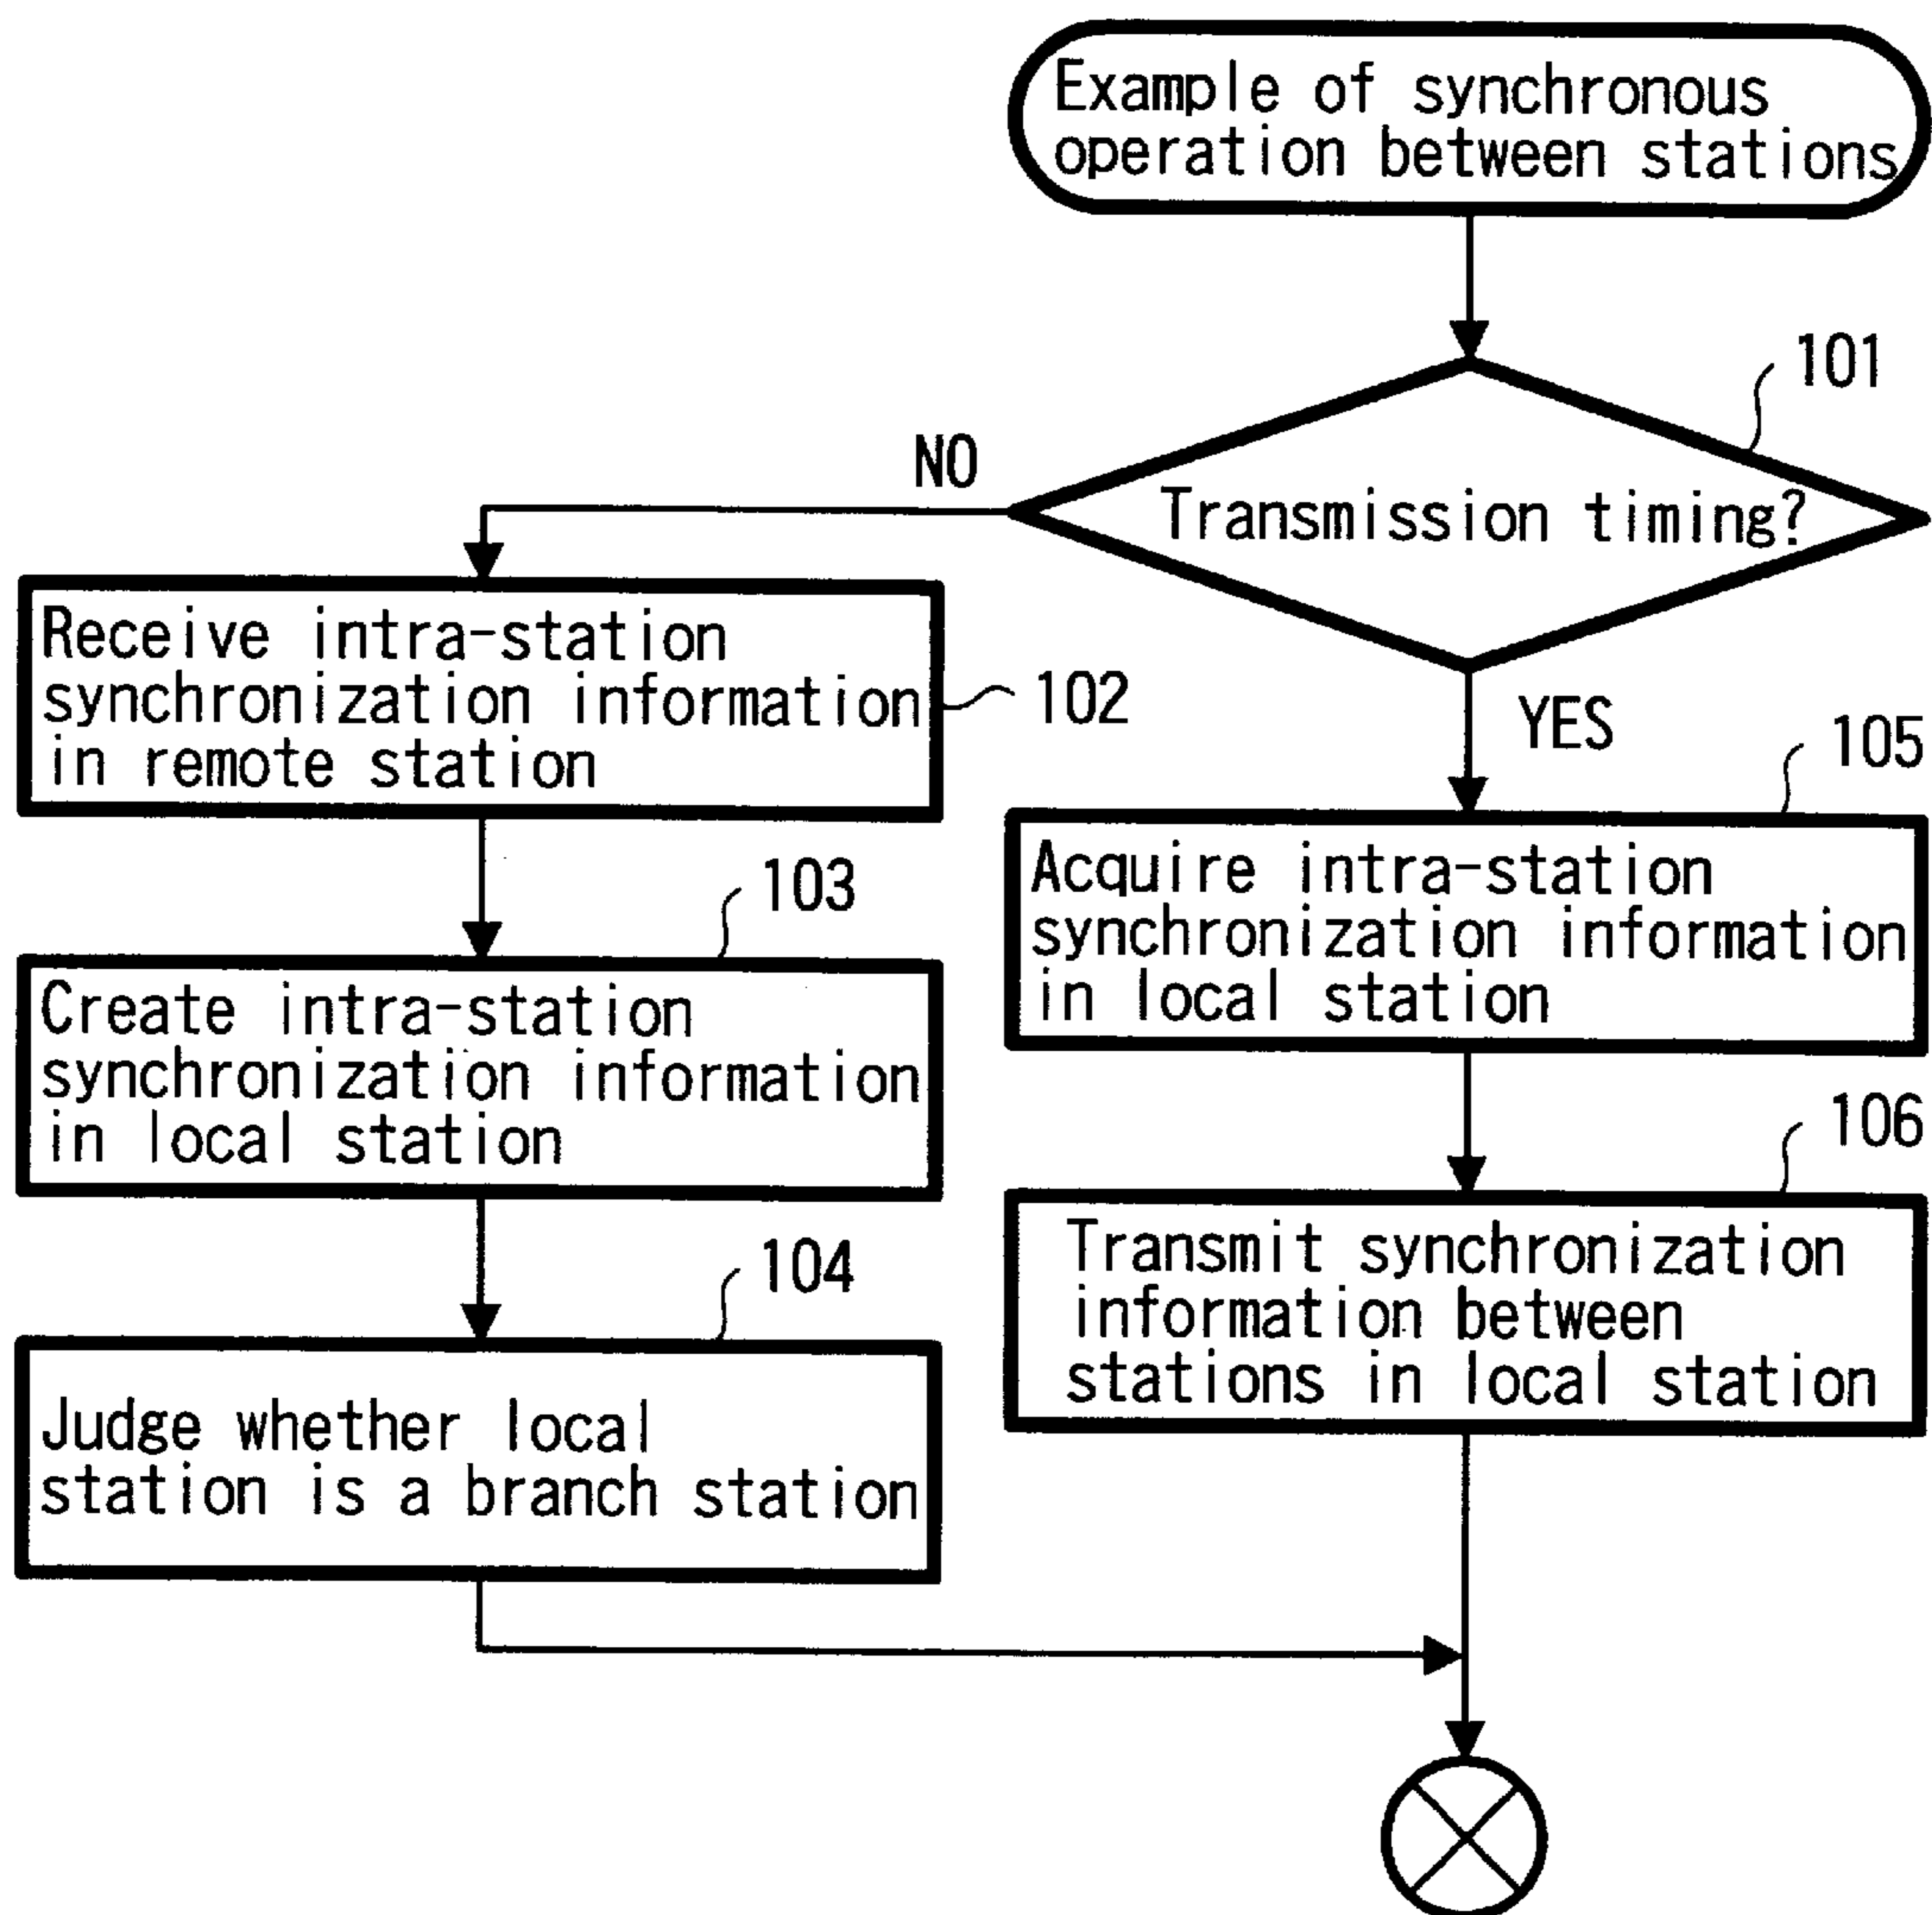 Example of synchronous
operation between stations
101
Transmission timing?
NO
YES
Receive intra-station
synchronization information
in remote station
102
103
Create intra-station
synchronization information
in local station
104
Judge whether local
station is a branch station
105
Acquire intra-station
synchronization information
in local station
106
Transmit synchronization
information between
stations in local station